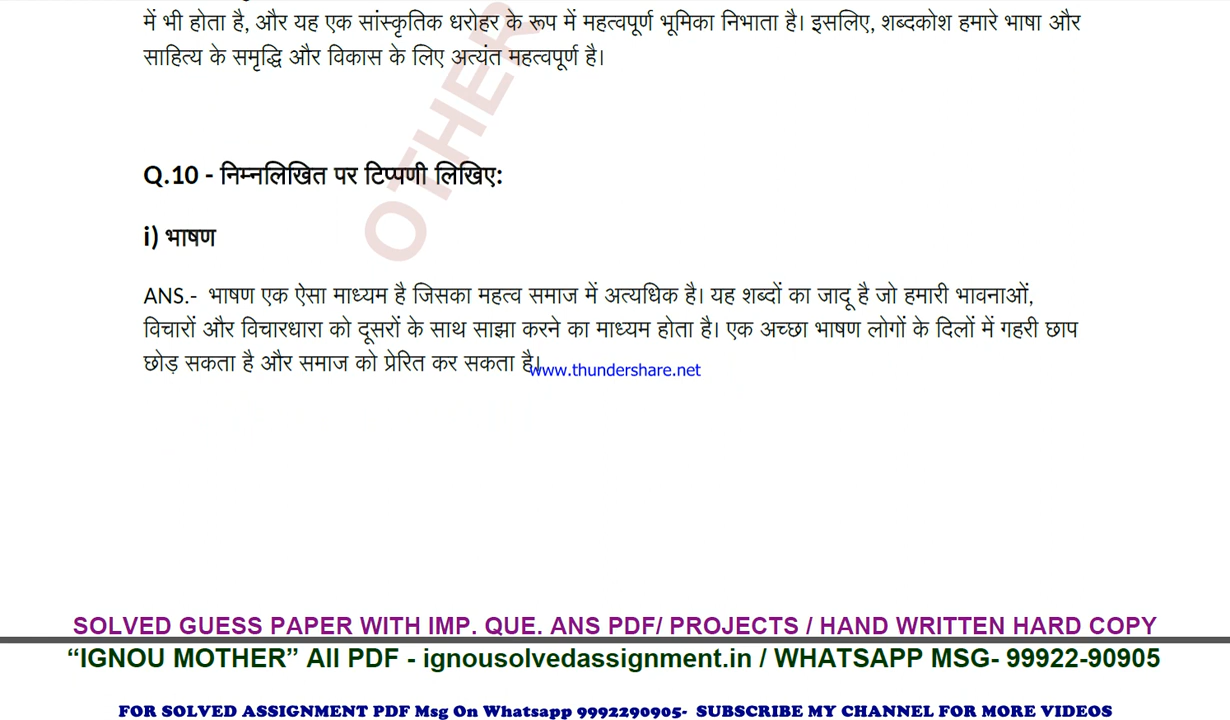 में भी होता है, और यह एक सांस्कृतिक धरोहर के रूप में महत्वपूर्ण भूमिका निभाता है। इसलिए, शब्दकोश हमारे भाषा और
साहित्य के समृद्धि और विकास के लिए अत्यंत महत्वपूर्ण है।
OTHER
Q.10 - निम्नलिखित पर टिप्पणी लिखिए:
i) भाषण
ANS.- भाषण एक ऐसा माध्यम है जिसका महत्व समाज में अत्यधिक है। यह शब्दों का जादू है जो हमारी भावनाओं,
विचारों और विचारधारा को दूसरों के साथ साझा करने का माध्यम होता है। एक अच्छा भाषण लोगों के दिलों में गहरी छाप
छोड़ सकता है और समाज को प्रेरित कर सकता है।
www.thundershare.net
SOLVED GUESS PAPER WITH IMP. QUE. ANS PDF/ PROJECTS / HAND WRITTEN HARD COPY
“IGNOU MOTHER” All PDF - ignousolvedassignment.in / WHATSAPP MSG- 99922-90905
FOR SOLVED ASSIGNMENT PDF Msg On Whatsapp 9992290905- SUBSCRIBE MY CHANNEL FOR MORE VIDEOS